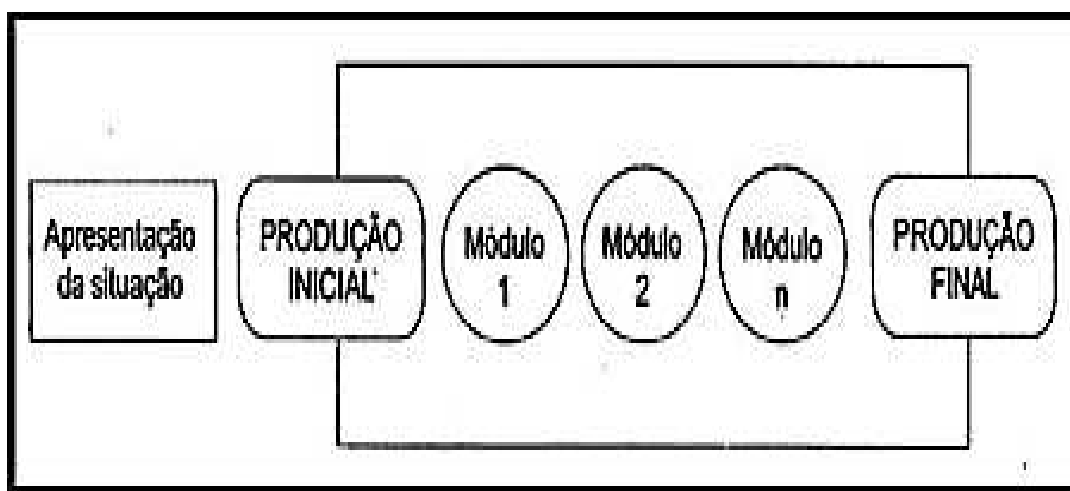 Apresentação
da situação
PRODUÇÃO
INICIAL
Módulo
1
Módulo
2
Módulo
n
PRODUÇÃO
FINAL